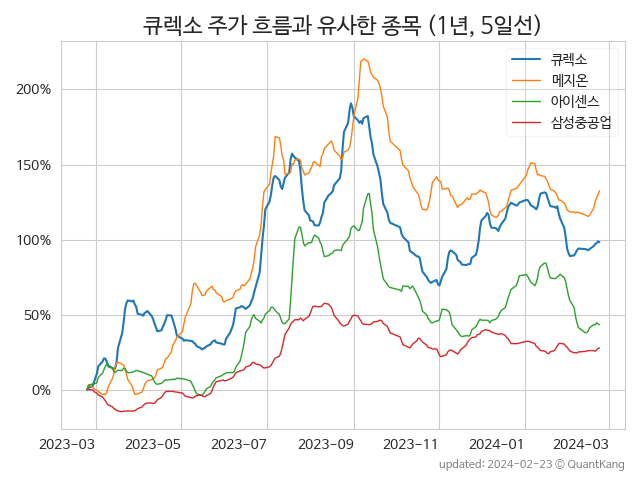 큐렉소 주가 흐름과 유사한 종목 (1년, 5일선)
큐렉소
메지온
아이센스
삼성중공업
200%
150%
100%
50%
0%
2023-03 2023-05 2023-07 2023-09 2023-11 2024-01 2024-03
updated: 2024-02-23 © QuantKang